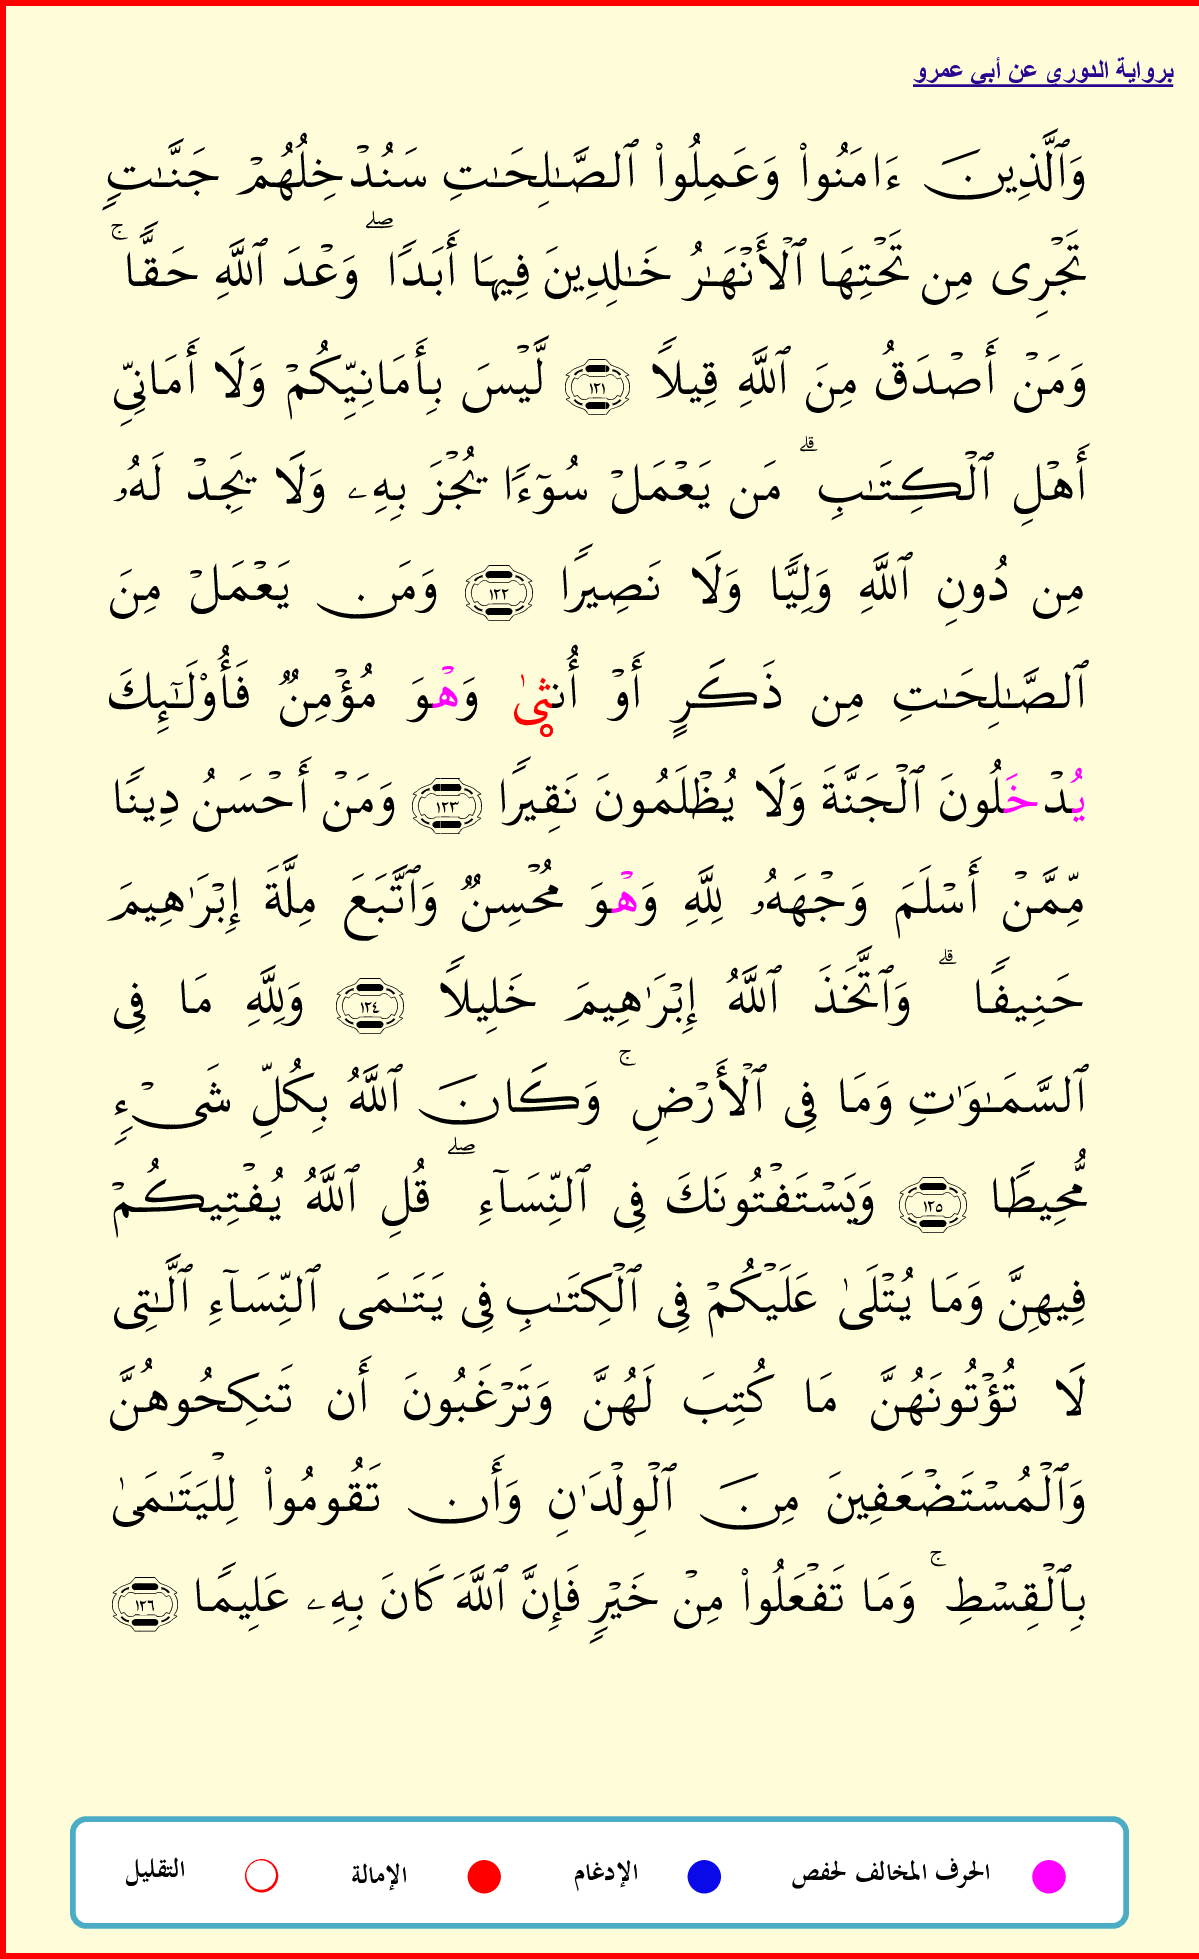 برواية الدوري عن أبي عمرو
وَٱلَّذِينَ ءَامَنُوا۟ وَعَمِلُوا۟ ٱلصَّـٰلِحَـٰتِ سَنُدْخِلُهُمْ جَنَّـٰتٍ
تَجْرِى مِن تَحْتِهَا ٱلْأَنْهَـٰرُ خَـٰلِدِينَ فِيهَا أَبَدًا ۖ وَعْدَ ٱللَّهِ حَقًّا ۚ
وَمَنْ أَصْدَقُ مِنَ ٱللَّهِ قِيلًا ١٢١ لَّيْسَ بِأَمَانِيِّكُمْ وَلَا أَمَانِىِّ
أَهْلِ ٱلْكِتَـٰبِ ۗ مَن يَعْمَلْ سُوٓءًا يُجْزَ بِهِۦ وَلَا يَجِدْ لَهُۥ
مِن دُونِ ٱللَّهِ وَلِيًّا وَلَا نَصِيرًا ١٢٢ وَمَن يَعْمَلْ مِنَ
ٱلصَّـٰلِحَـٰتِ مِن ذَكَرٍ أَوْ أُنثىٰ وَهْوَ مُؤْمِنٌ فَأُو۟لَـٰٓئِكَ
يُدْخَلُونَ ٱلْجَنَّةَ وَلَا يُظْلَمُونَ نَقِيرًا ١٢٣ وَمَنْ أَحْسَنُ دِينًا
مِّمَّنْ أَسْلَمَ وَجْهَهُۥ لِلَّهِ وَهْوَ مُحْسِنٌ وَٱتَّبَعَ مِلَّةَ إِبْرَٰهِيمَ
حَنِيفًا ۗ وَٱتَّخَذَ ٱللَّهُ إِبْرَٰهِيمَ خَلِيلًا ١٢٤ وَلِلَّهِ مَا فِى
ٱلسَّمَـٰوَٰتِ وَمَا فِى ٱلْأَرْضِ ۚ وَكَانَ ٱللَّهُ بِكُلِّ شَىْءٍ
مُّحِيطًا ١٢٥ وَيَسْتَفْتُونَكَ فِى ٱلنِّسَآءِ ۖ قُلِ ٱللَّهُ يُفْتِيكُمْ
فِيهِنَّ وَمَا يُتْلَىٰ عَلَيْكُمْ فِى ٱلْكِتَـٰبِ فِى يَتَـٰمَى ٱلنِّسَآءِ ٱلَّـٰتِى
لَا تُؤْتُونَهُنَّ مَا كُتِبَ لَهُنَّ وَتَرْغَبُونَ أَن تَنكِحُوهُنَّ
وَٱلْمُسْتَضْعَفِينَ مِنَ ٱلْوِلْدَٰنِ وَأَن تَقُومُوا۟ لِلْيَتَـٰمَىٰ
بِٱلْقِسْطِ ۚ وَمَا تَفْعَلُوا۟ مِنْ خَيْرٍ فَإِنَّ ٱللَّهَ كَانَ بِهِۦ عَلِيمًا ١٢٦
الحرف المخالف لحفص الإدغام الإمالة التقليل